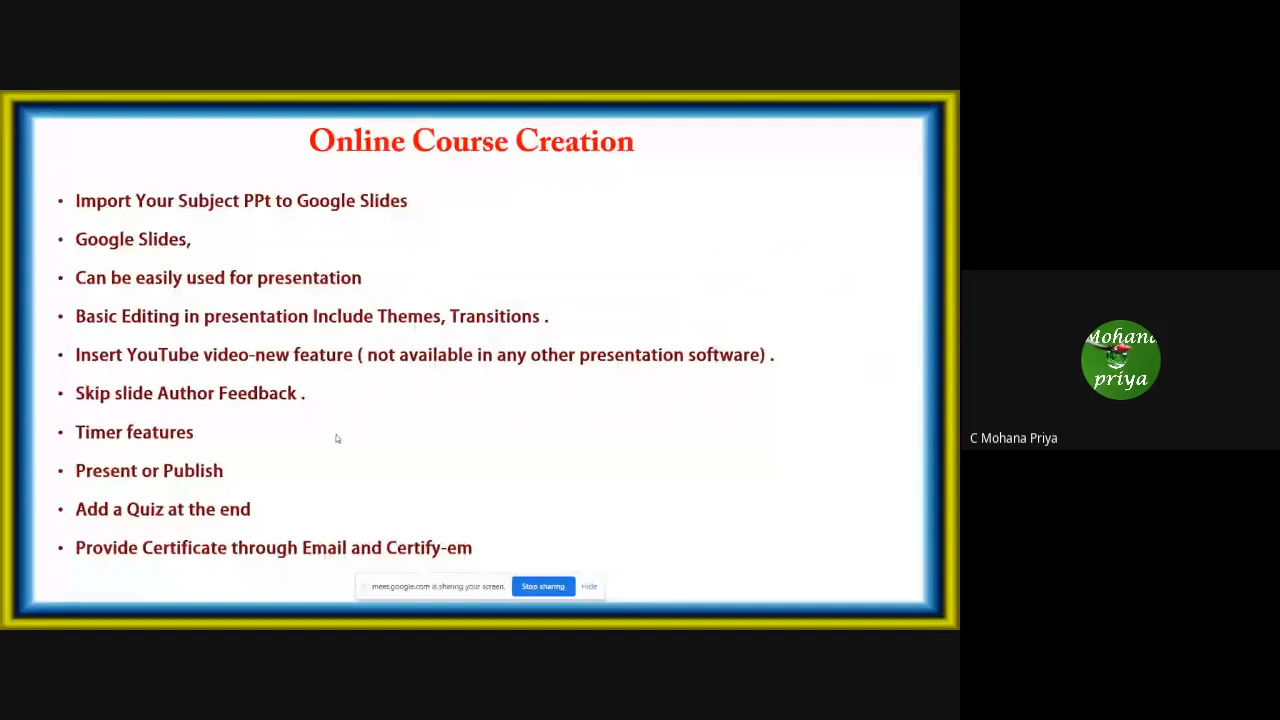 Online Course Creation
• Import Your Subject PPt to Google Slides
• Google Slides,
• Can be easily used for presentation
• Basic Editing in presentation Include Themes, Transitions .
• Insert YouTube video-new feature ( not available in any other presentation software) .
• Skip slide Author Feedback .
• Timer features
• Present or Publish
• Add a Quiz at the end
• Provide Certificate through Email and Certify-em
meet.google.com is sharing your screen. Stop sharing Hide
Mohana
priya
C Mohana Priya